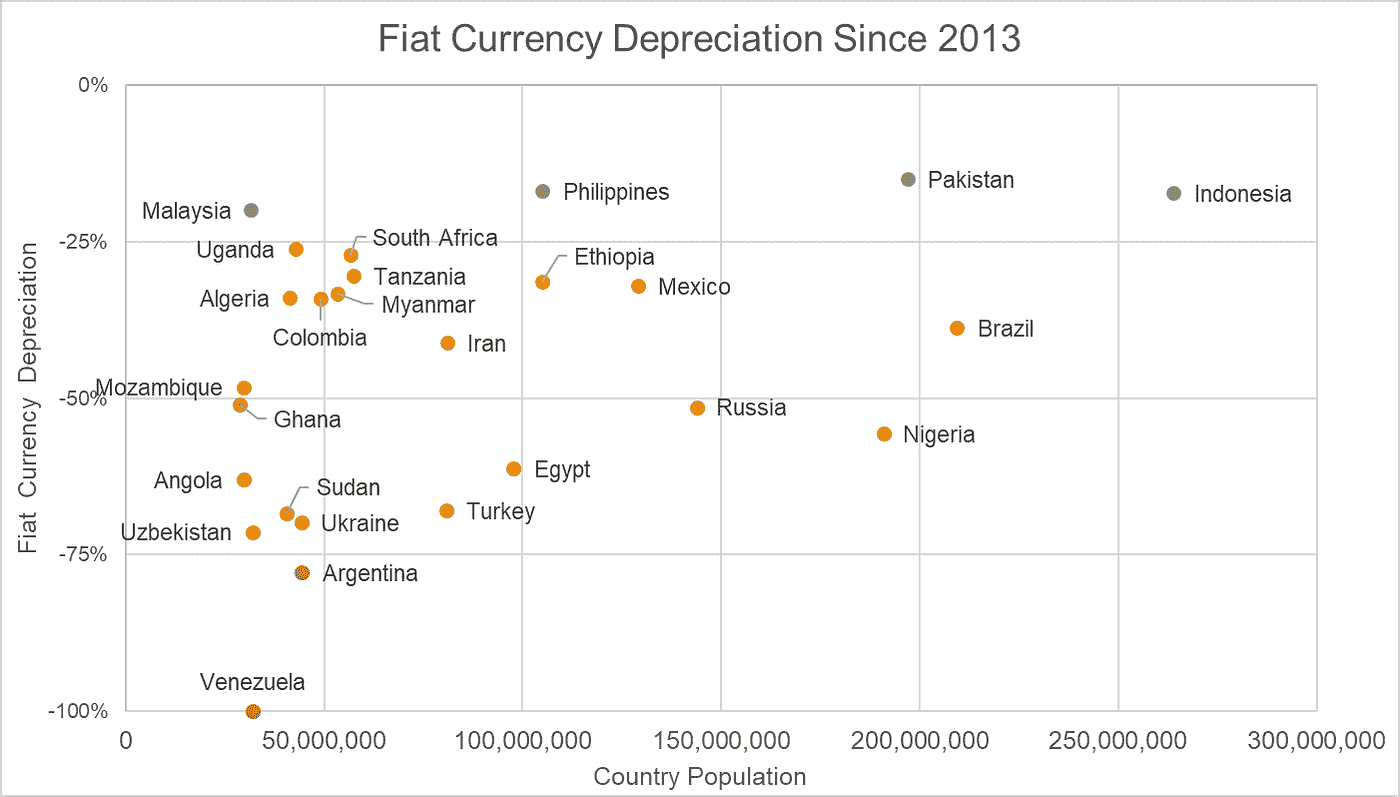 Fiat Currency Depreciation Since 2013
0%
Pakistan
Philippines
Indonesia
Malaysia
South Africa
-25%
Uganda
Ethiopia
Tanzania
Mexico
Algeria
Myanmar
Brazil
Colombia
Iran
Mozambique
-50%
Russia
Ghana
Nigeria
Egypt
Angola
Sudan
Turkey
Ukraine
Uzbekistan
-75%
Argentina
Venezuela
-100%
Fiat Currency Depreciation
0 50,000,000 100,000,000 150,000,000 200,000,000 250,000,000 300,000,000
Country Population